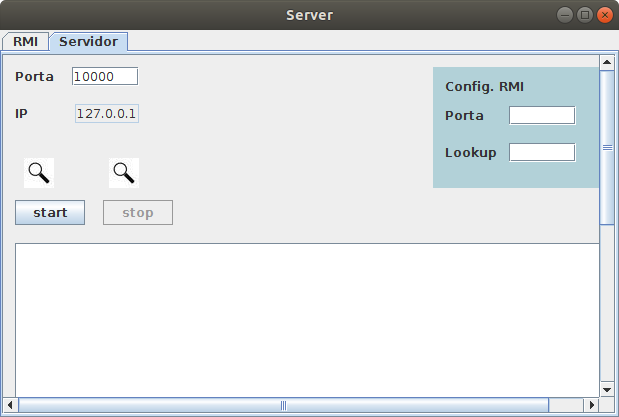 Server
RMI Servidor
Porta 10000
IP 127.0.0.1
Config. RMI
Porta
Lookup
start stop